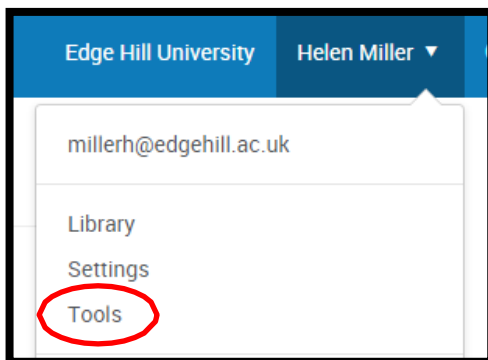 Edge Hill University Helen Miller ▼
millerh@edgehill.ac.uk
Library
Settings
Tools